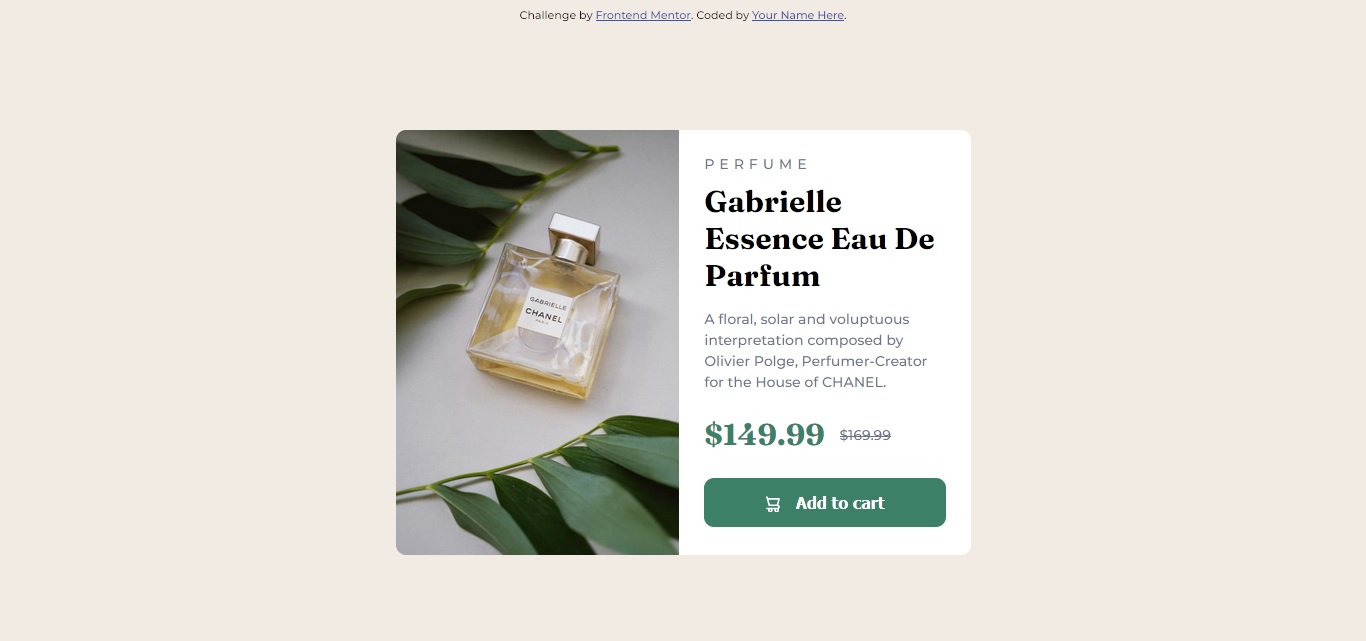 Challenge by Frontend Mentor. Coded by Your Name Here.
GABRIELLE
CHANEL
PARIS
PERFUME
Gabrielle
Essence Eau De
Parfum
A floral, solar and voluptuous
interpretation composed by
Olivier Polge, Perfumer-Creator
for the House of CHANEL.
$149.99 $169.99
Add to cart